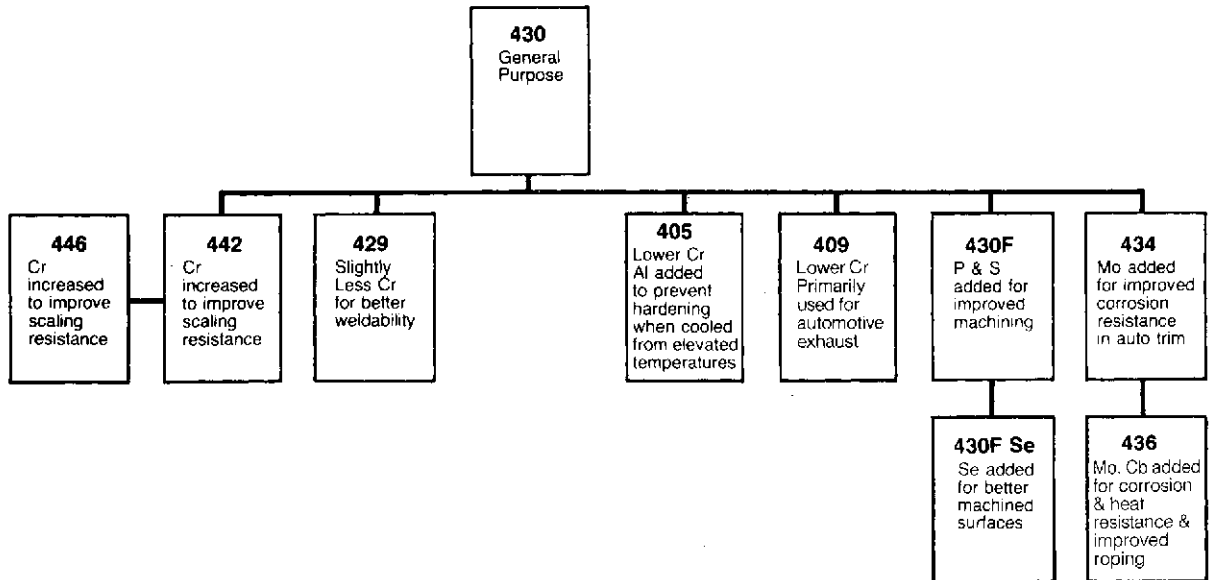 430
General
Purpose
446
Cr
increased
to improve
scaling
resistance
442
Cr
increased
to improve
scaling
resistance
429
Slightly
Less Cr
for better
weldability
405
Lower Cr
Al added
to prevent
hardening
when cooled
from elevated
temperatures
409
Lower Cr
Primarily
used for
automotive
exhaust
430F
P & S
added for
improved
machining
434
Mo added
for improved
corrosion
resistance
in auto trim
430F Se
Se added
for better
machined
surfaces
436
Mo, Cb added
for corrosion
& heat
resistance &
improved
roping